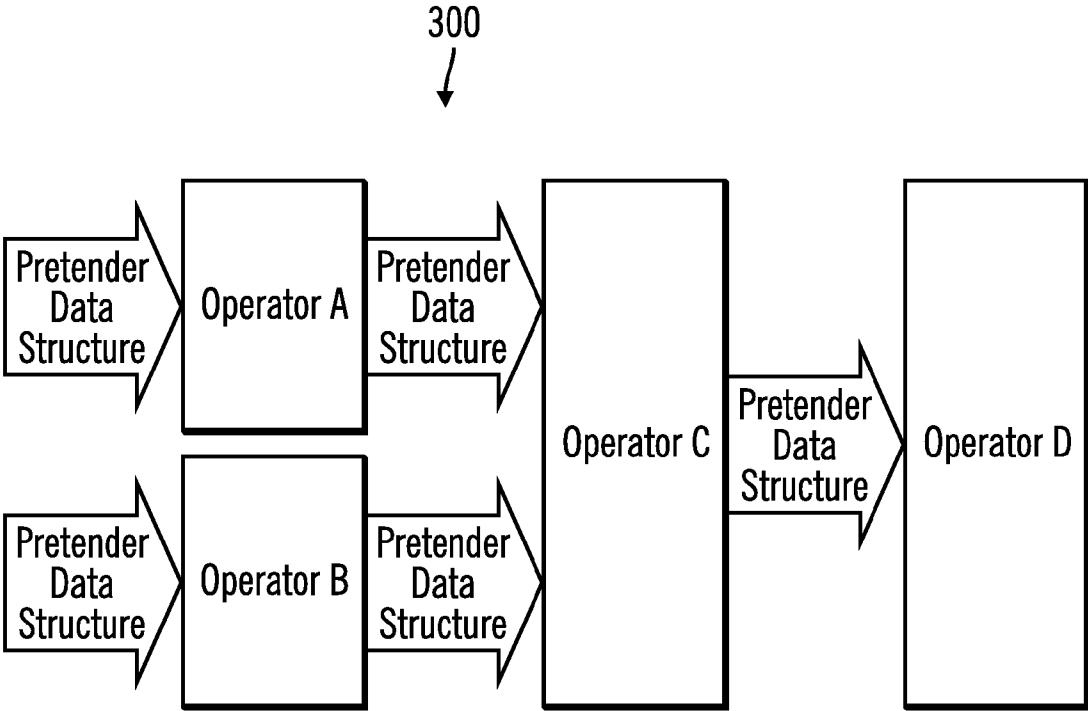 300
Pretender
Data
Structure
Operator A
Pretender
Data
Structure
Pretender
Data
Structure
Operator B
Pretender
Data
Structure
Operator C
Pretender
Data
Structure
Operator D